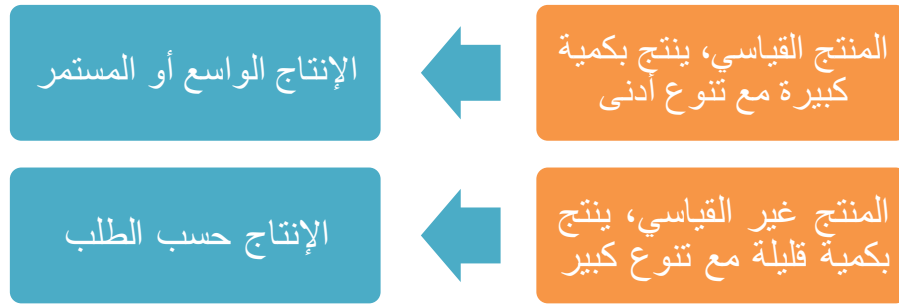 المنتج القياسي، ينتج بكمية
كبيرة مع تنوع أدنى
الإنتاج الواسع أو المستمر
المنتج غير القياسي، ينتج
بكمية قليلة مع تنوع كبير
الإنتاج حسب الطلب